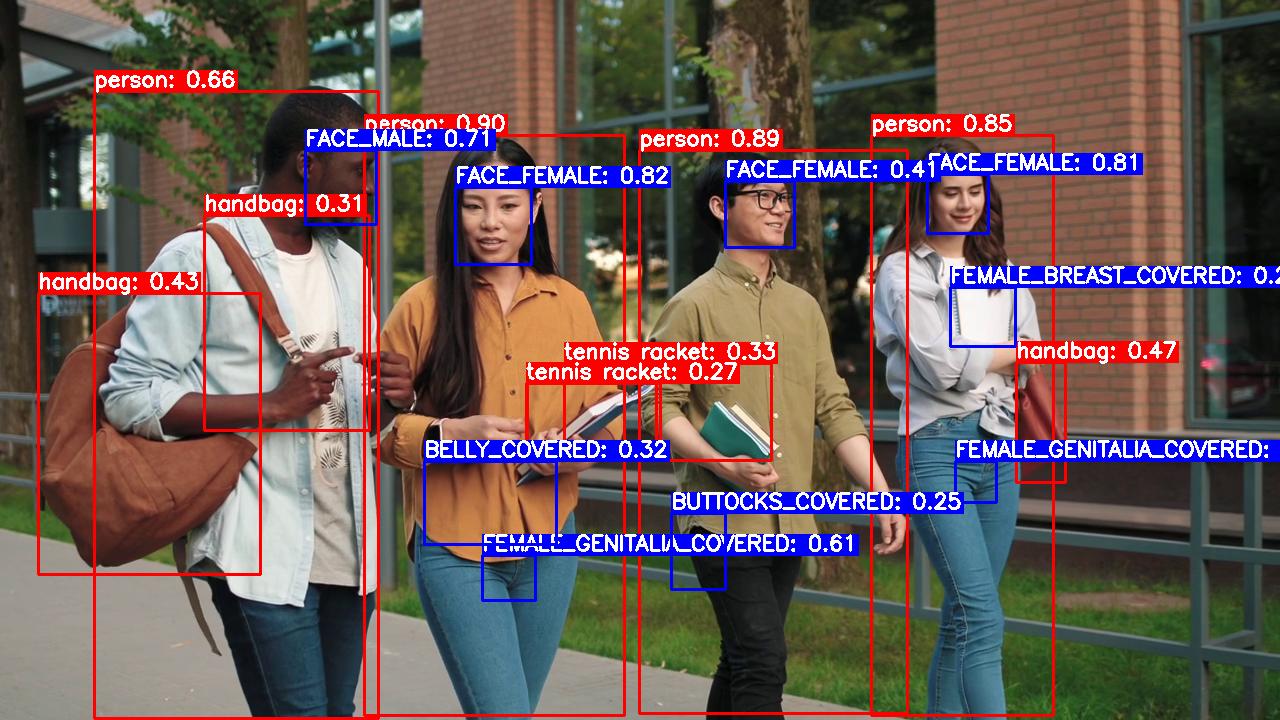 person: 0.66
person: 0.90
person: 0.85
FACE_MALE: 0.71
person: 0.89
FACE_FEMALE: 0.81
FACE_FEMALE: 0.41
FACE_FEMALE: 0.82
handbag: 0.31
FEMALE_BREAST_COVERED: 0.2
handbag: 0.43
tennis racket: 0.33
handbag: 0.47
tennis racket: 0.27
BELLY_COVERED: 0.32
FEMALE_GENITALIA_COVERED:
BUTTOCKS_COVERED: 0.25
FEMALE_GENITALIA_COVERED: 0.61